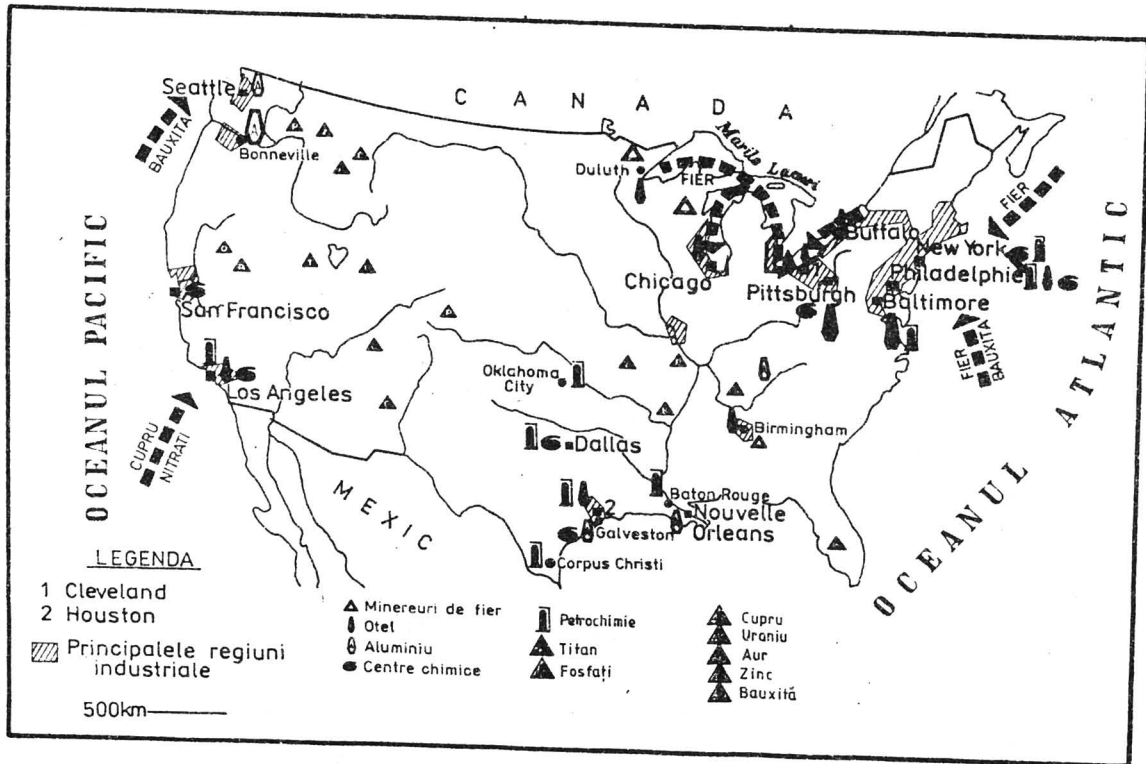 C A N A D A
Seattle
BAUXITA
Bonneville
Duluth
FIER
Marile Lacuri
FIER
Buffalo
New York
Philadelphie
Baltimore
Chicago
Pittsburgh
San Francisco
Los Angeles
CUPRU
NITRATI
OCEANUL PACIFIC
Oklahoma
City
Dallas
Birmingham
Baton Rouge
Nouvelle
Orleans
2
Galveston
Corpus Christi
MEXIC
FIER
BAUXITA
OCEANUL ATLANTIC
LEGENDA
1 Cleveland
2 Houston
Principalele regiuni
industriale
500km
Minereuri de fier
Otel
Aluminiu
Centre chimice
Petrochimie
Titan
Fosfați
Cupru
Uraniu
Aur
Zinc
Bauxită